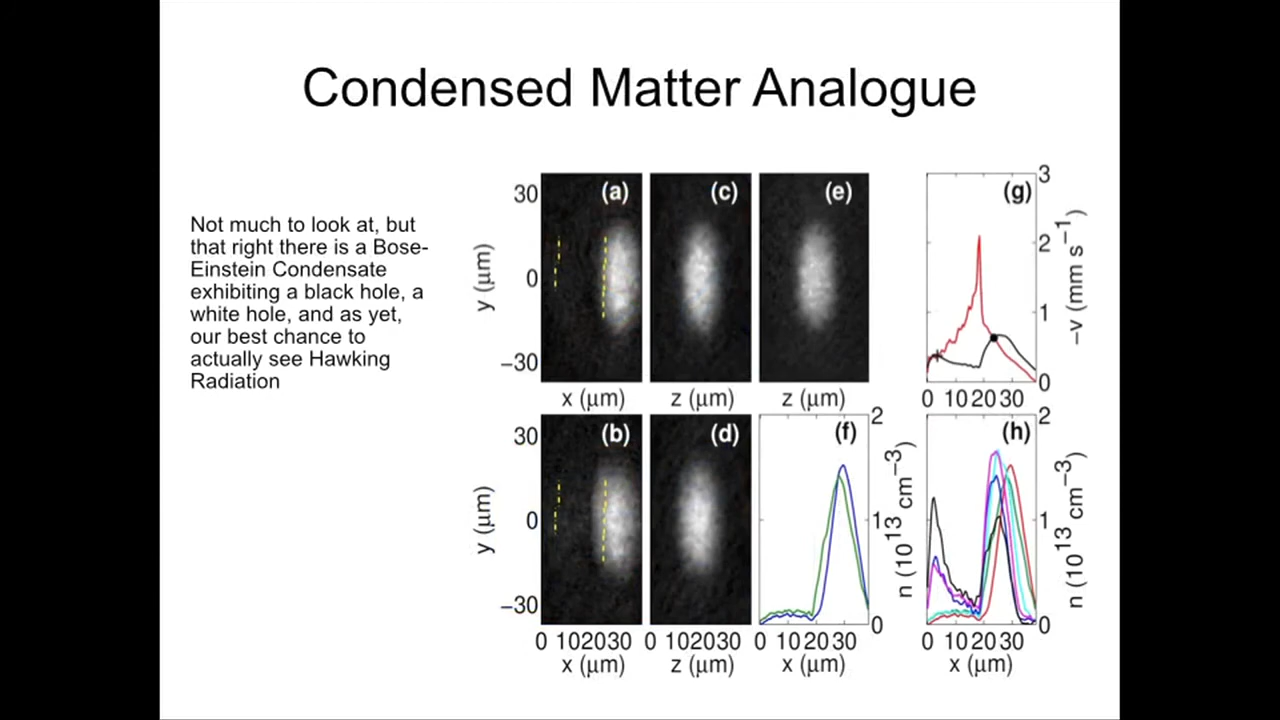 Condensed Matter Analogue
Not much to look at, but
that right there is a Bose-
Einstein Condensate
exhibiting a black hole, a
white hole, and as yet,
our best chance to
actually see Hawking
Radiation
(a)
(c)
(e)
(g)
30
0
−30
y (μm)
3
2
1
0
−v (mm s−1)
x (μm)
z (μm)
z (μm)
0 10 20 30
(b)
(d)
(f)
(h)
30
0
−30
y (μm)
2
1
0
n (1013 cm−3)
2
1
0
n (1013 cm−3)
0 10 20 30
0 10 20 30
0 10 20 30
0 10 20 30
x (μm)
z (μm)
x (μm)
x (μm)